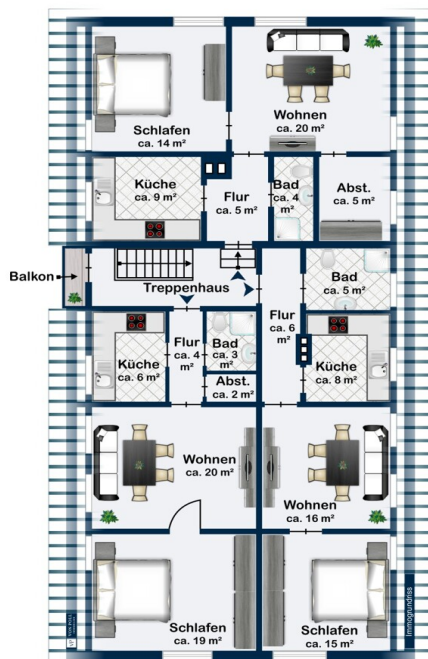 Schlafen
ca. 14 m²
Wohnen
ca. 20 m²
Küche
ca. 9 m²
Flur
ca. 5 m²
Bad
ca. 4
m²
Abst.
ca. 5 m²
Balkon
Treppenhaus
Bad
ca. 5 m²
Flur
ca. 6
m²
Küche
ca. 6 m²
Flur
ca. 4
m²
Bad
ca. 3
m²
Abst.
ca. 2 m²
Küche
ca. 8 m²
Wohnen
ca. 20 m²
Wohnen
ca. 16 m²
Schlafen
ca. 19 m²
Schlafen
ca. 15 m²
Immogrundriss